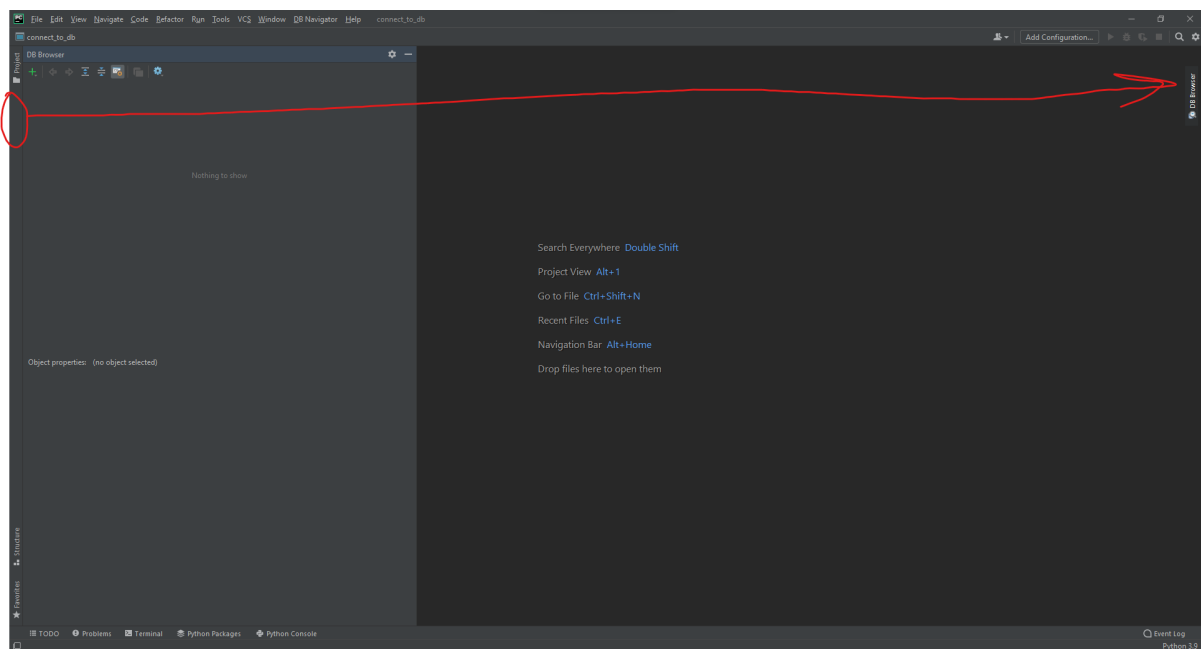 PC File Edit View Navigate Code Refactor Run Tools VCS Window DB Navigator Help connect_to_db
connect_to_db
Add Configuration...
Project
DB Browser
DB Browser
Nothing to show
Search Everywhere Double Shift
Project View Alt+1
Go to File Ctrl+Shift+N
Recent Files Ctrl+E
Navigation Bar Alt+Home
Drop files here to open them
Object properties: (no object selected)
Structure
Favorites
TODO Problems Terminal Python Packages Python Console
Event Log
Python 3.9